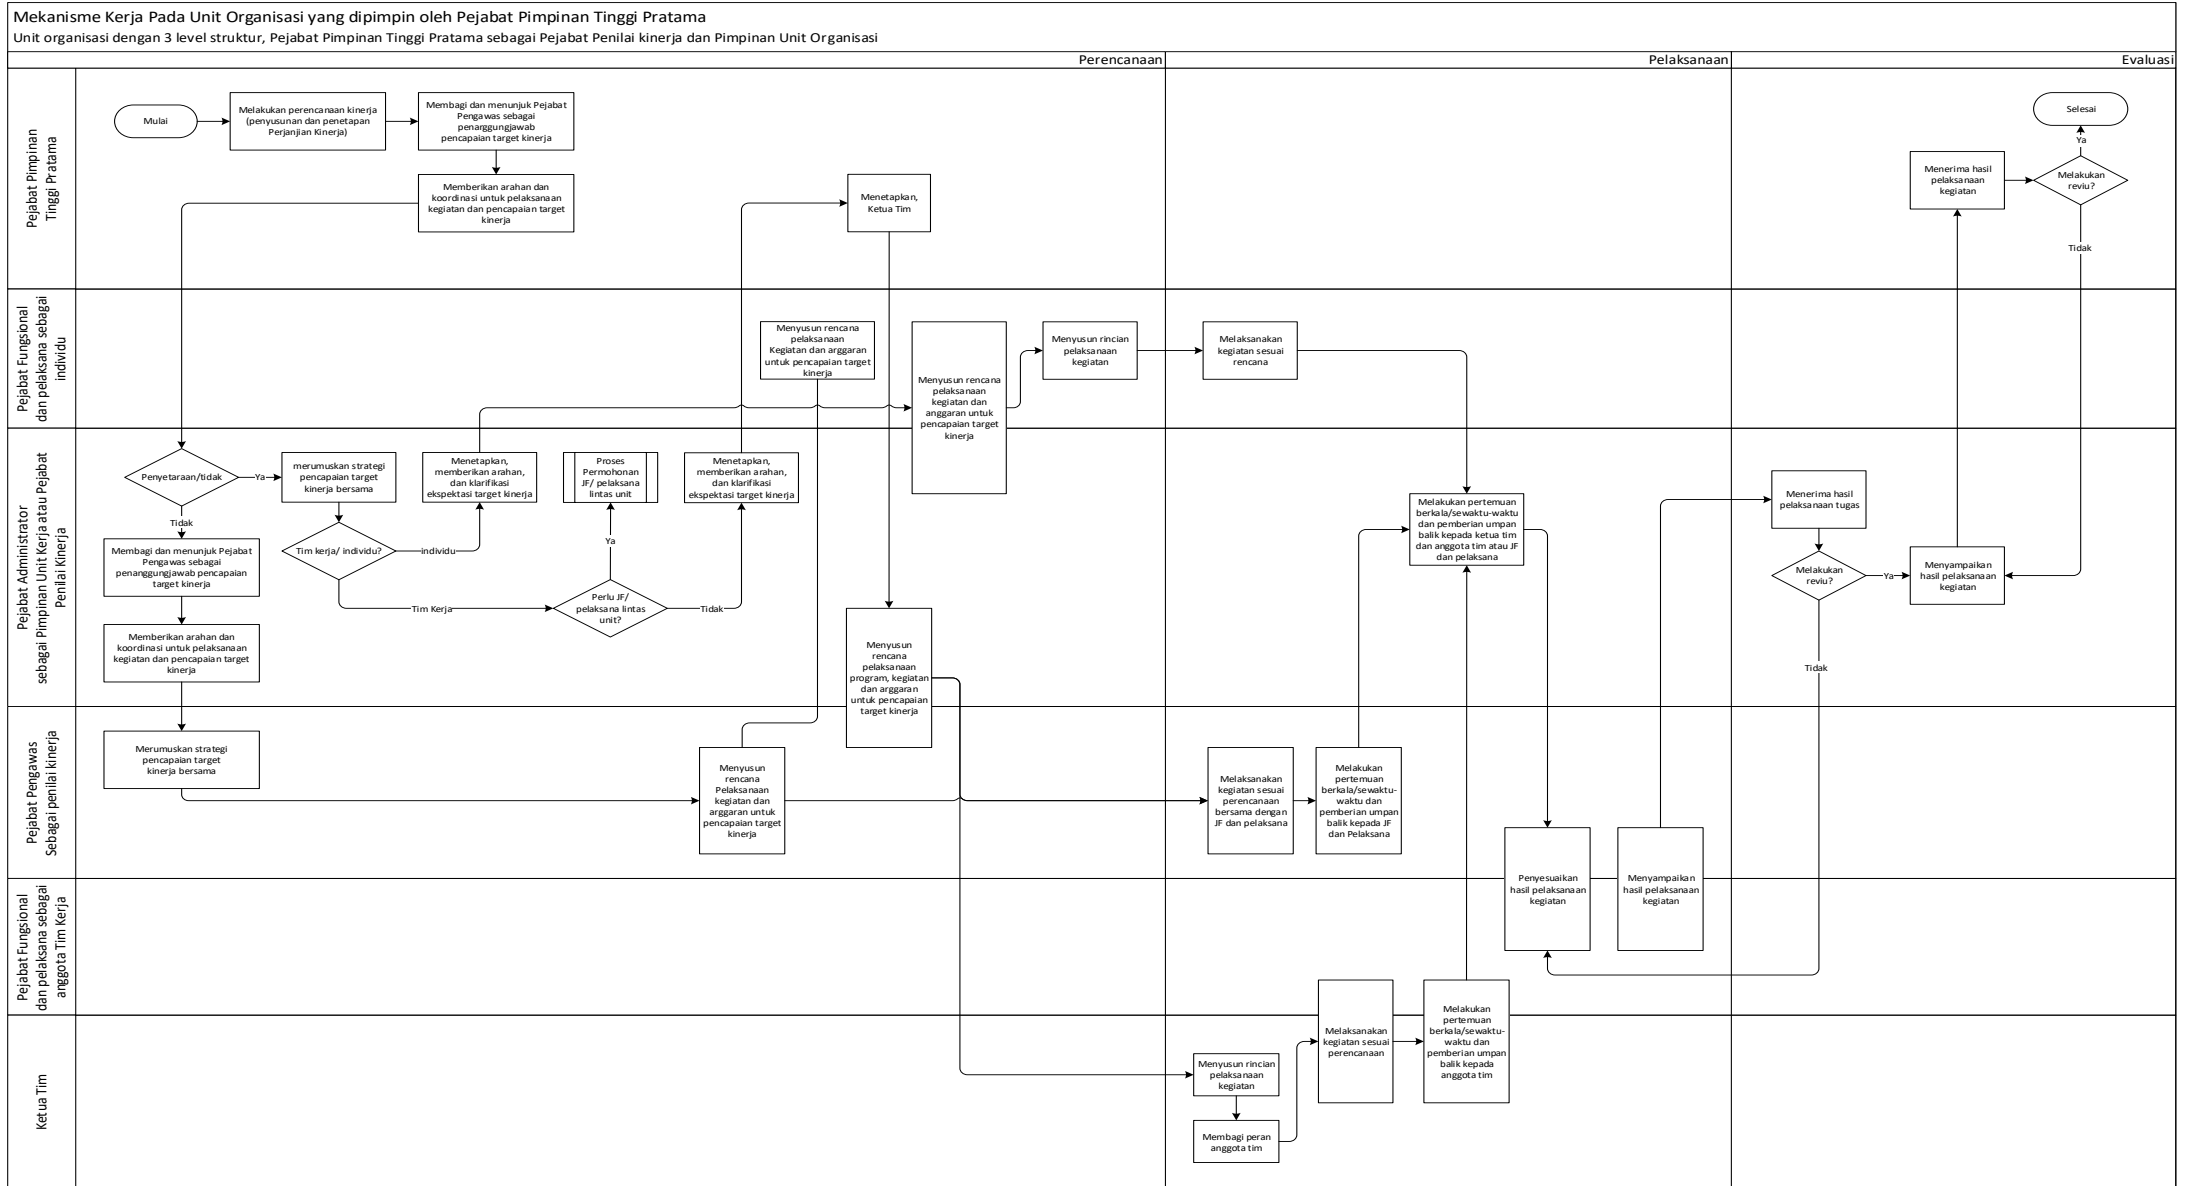 Mekanisme Kerja Pada Unit Organisasi yang dipimpin oleh Pejabat Pimpinan Tinggi Pratama
Unit organisasi dengan 3 level struktur, Pejabat Pimpinan Tinggi Pratama sebagai Pejabat Penilai kinerja dan Pimpinan Unit Organisasi
Perencanaan
Pelaksanaan
Evaluasi
Pejabat Pimpinan
Tinggi Pratama
Mulai
Melakukan perencanaan kinerja
(penyusunan dan penetapan
Perjanjian Kinerja)
Membagi dan menunjuk Pejabat
Pengawas sebagai
penarggungjawab
pencapaian target kinerja
Memberikan arahan dan
koordinasi untuk pelaksanaan
kegiatan dan pencapaian target
kinerja
Menetapkan,
Ketua Tim
Menerima hasil
pelaksanaan
kegiatan
Selesai
Ya
Melakukan
reviu?
Tidak
Pejabat Fungsional
dan pelaksana sebagai
individu
Menyusun rencana
pelaksanaan
Kegiatan dan arggaran
untuk pencapaian target
kinerja
Menyusun rencana
pelaksanaan
kegiatan dan
anggaran untuk
pencapaian target
kinerja
Menyusun rincian
pelaksanaan
kegiatan
Melaksanakan
kegiatan sesuai
rencana
Pejabat Administrator
sebagai Pimpinan Unit Kerja atau Pejabat
Penilai Kinerja
Penyetaraan/tidak
Ya
merumuskan strategi
pencapaian target
kinerja bersama
Menetapkan,
memberikan arahan,
dan klarifikasi
ekspektasi target kinerja
Proses
Permohonan
JF/ pelaksana
lintas unit
Menetapkan,
memberikan arahan,
dan klarifikasi
ekspektasi target kinerja
Tidak
Membagi dan menunjuk Pejabat
Pengawas sebagai
penanggungjawab pencapaian
target kinerja
Tim kerja/ individu?
individu
Ya
Tim Kerja
Perlu JF/
pelaksana lintas
unit?
Tidak
Memberikan arahan dan
koordinasi untuk pelaksanaan
kegiatan dan pencapaian target
kinerja
Menyusun
rencana
pelaksanaan
program, kegiatan
dan arggaran
untuk pencapaian
target kinerja
Melakukan pertemuan
berkala/sewaktu-waktu
dan pemberian umpan
balik kepada ketua tim
dan anggota tim atau JF
dan pelaksana
Menerima hasil
pelaksanaan tugas
Melakukan
reviu?
Ya
Menyampaikan
hasil pelaksanaan
kegiatan
Tidak
Pejabat Pengawas
Sebagai penilai kinerja
Merumuskan strategi
pencapaian target
kinerja bersama
Menyusun
rencana
Pelaksanaan
kegiatan dan
arggaran untuk
pencapaian target
kinerja
Melaksanakan
kegiatan sesuai
perencanaan
bersama dengan
JF dan pelaksana
Melakukan
pertemuan
berkala/sewaktu-
waktu dan
pemberian umpan
balik kepada JF
dan Pelaksana
Penyesuaikan
hasil pelaksanaan
kegiatan
Menyampaikan
hasil pelaksanaan
kegiatan
Pejabat Fungsional
dan pelaksana sebagai
anggota Tim Kerja
Melaksanakan
kegiatan sesuai
perencanaan
Melakukan
pertemuan
berkala/sewaktu-
waktu dan
pemberian umpan
balik kepada
anggota tim
Ketua Tim
Menyusun rincian
pelaksanaan
kegiatan
Membagi peran
anggota tim